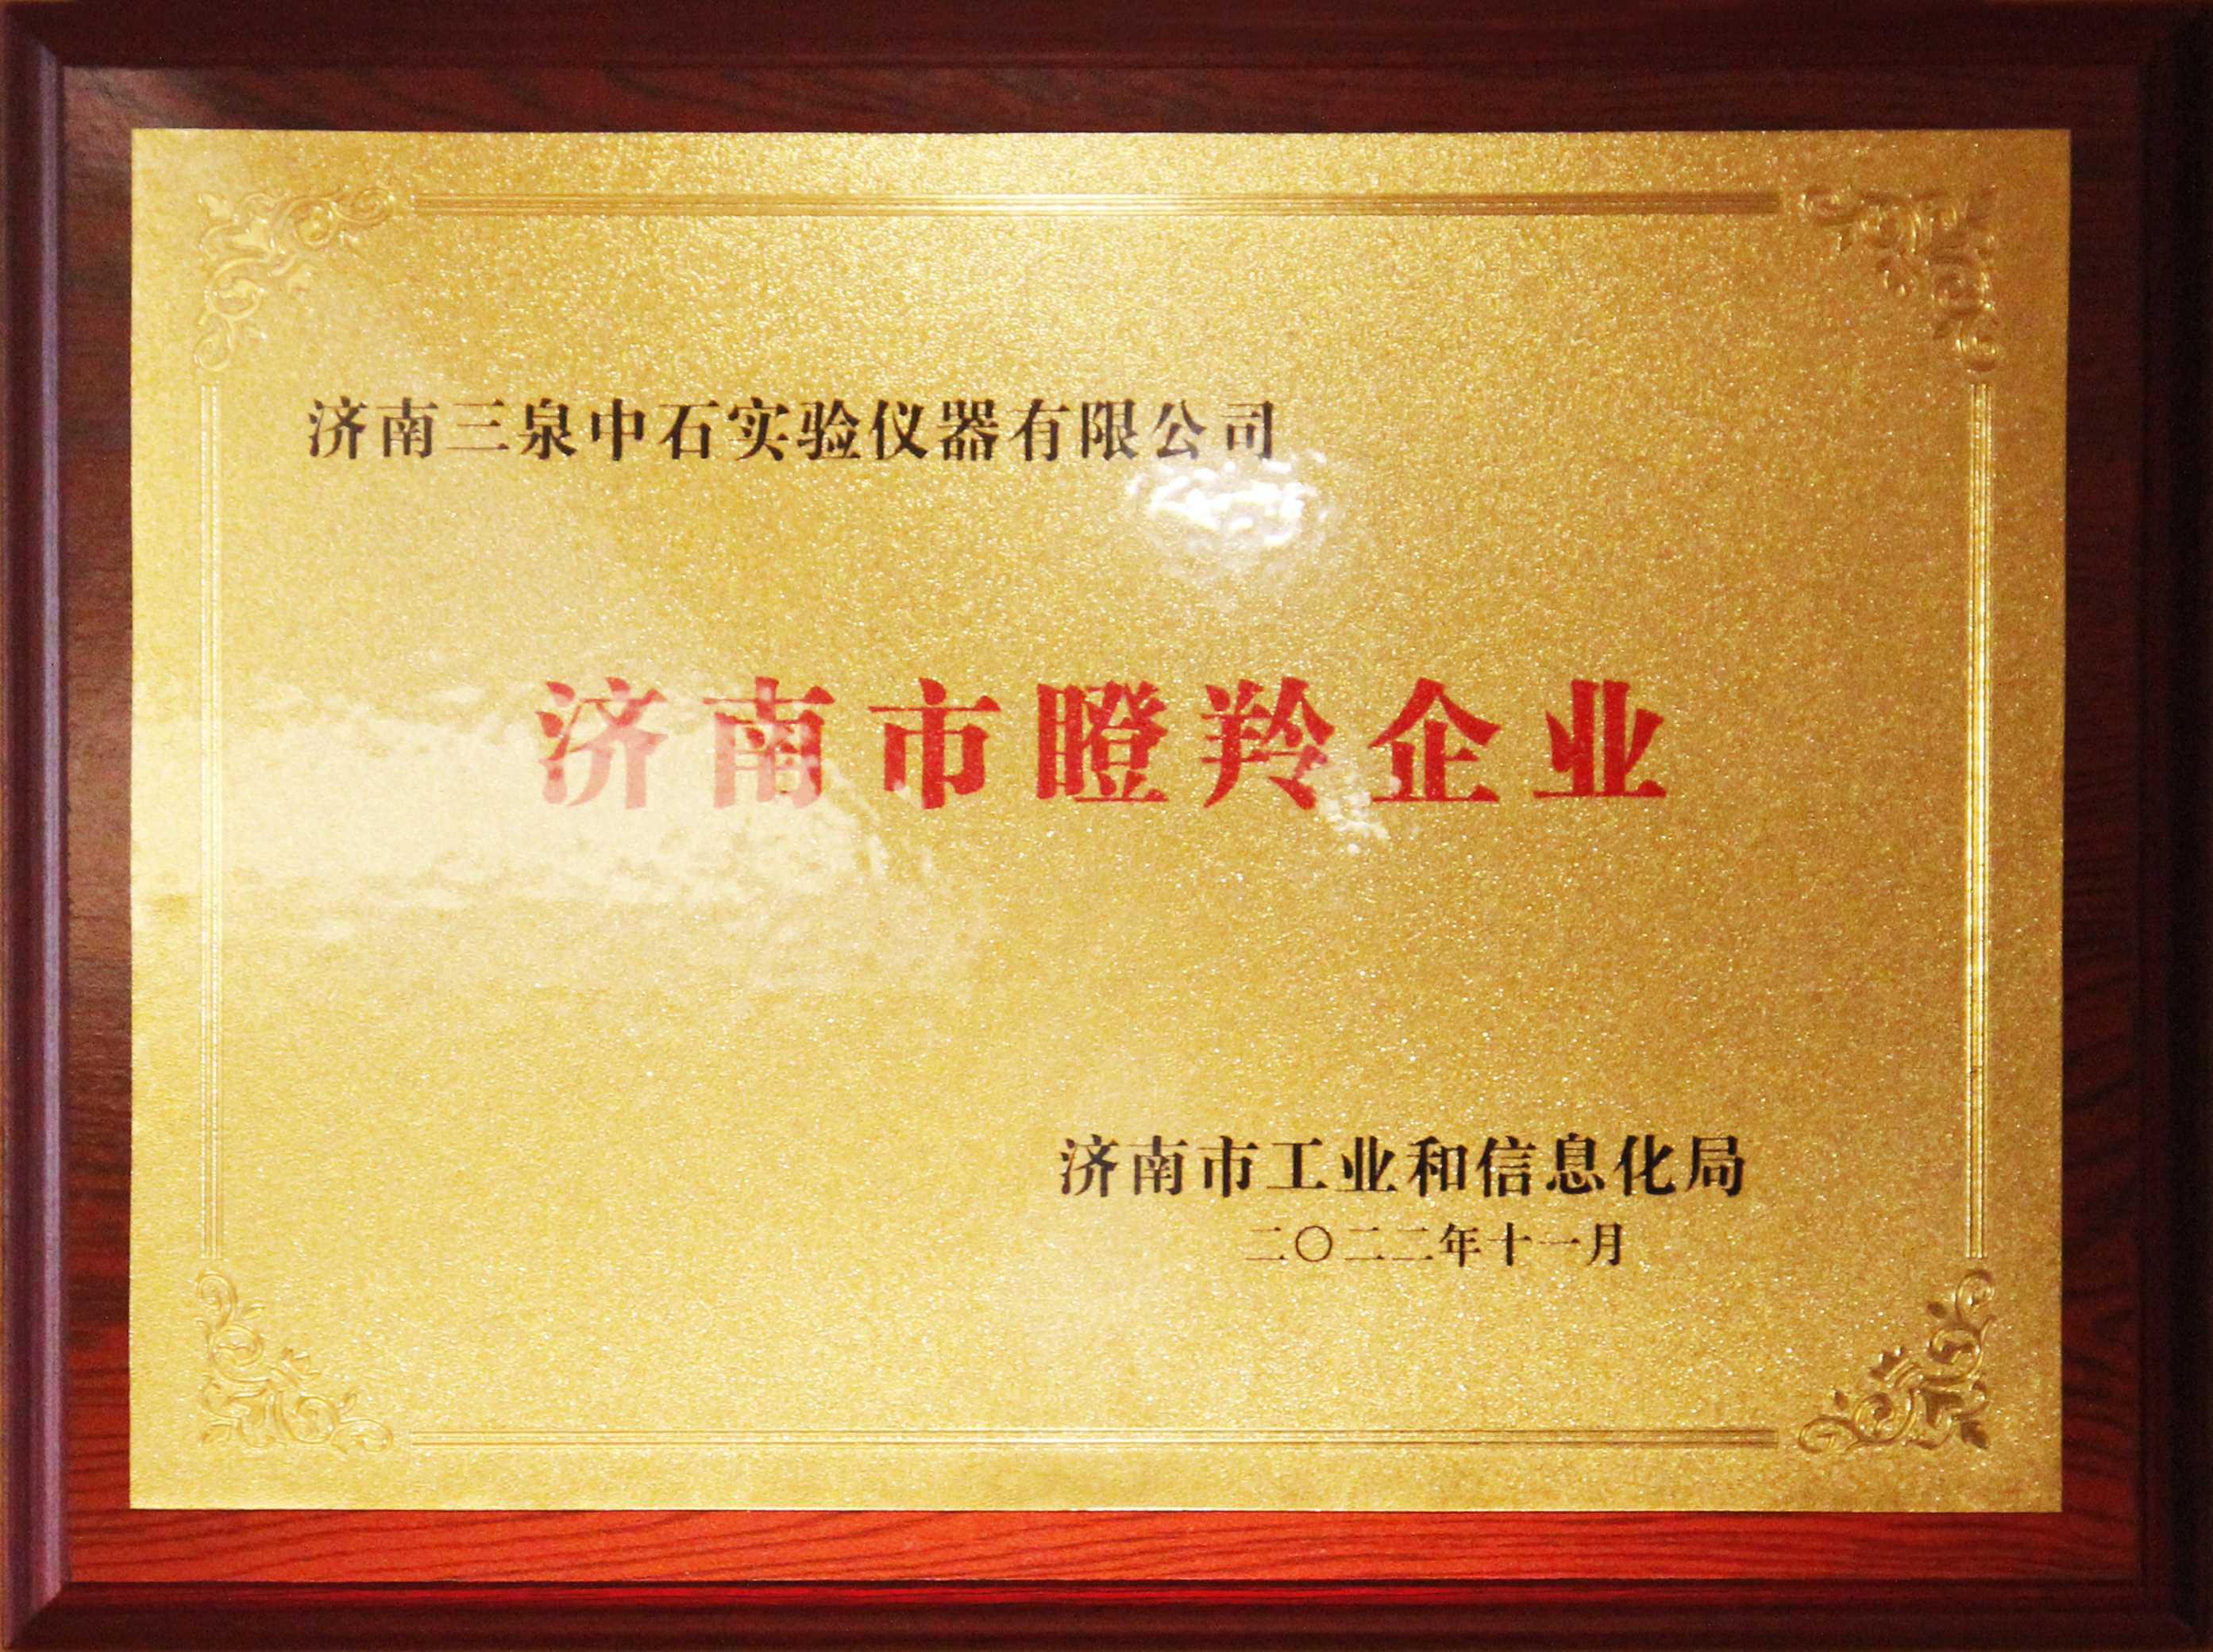 济南三泉中石实验仪器有限公司
济南市瞪羚企业
济南市工业和信息化局
二〇二二年十一月